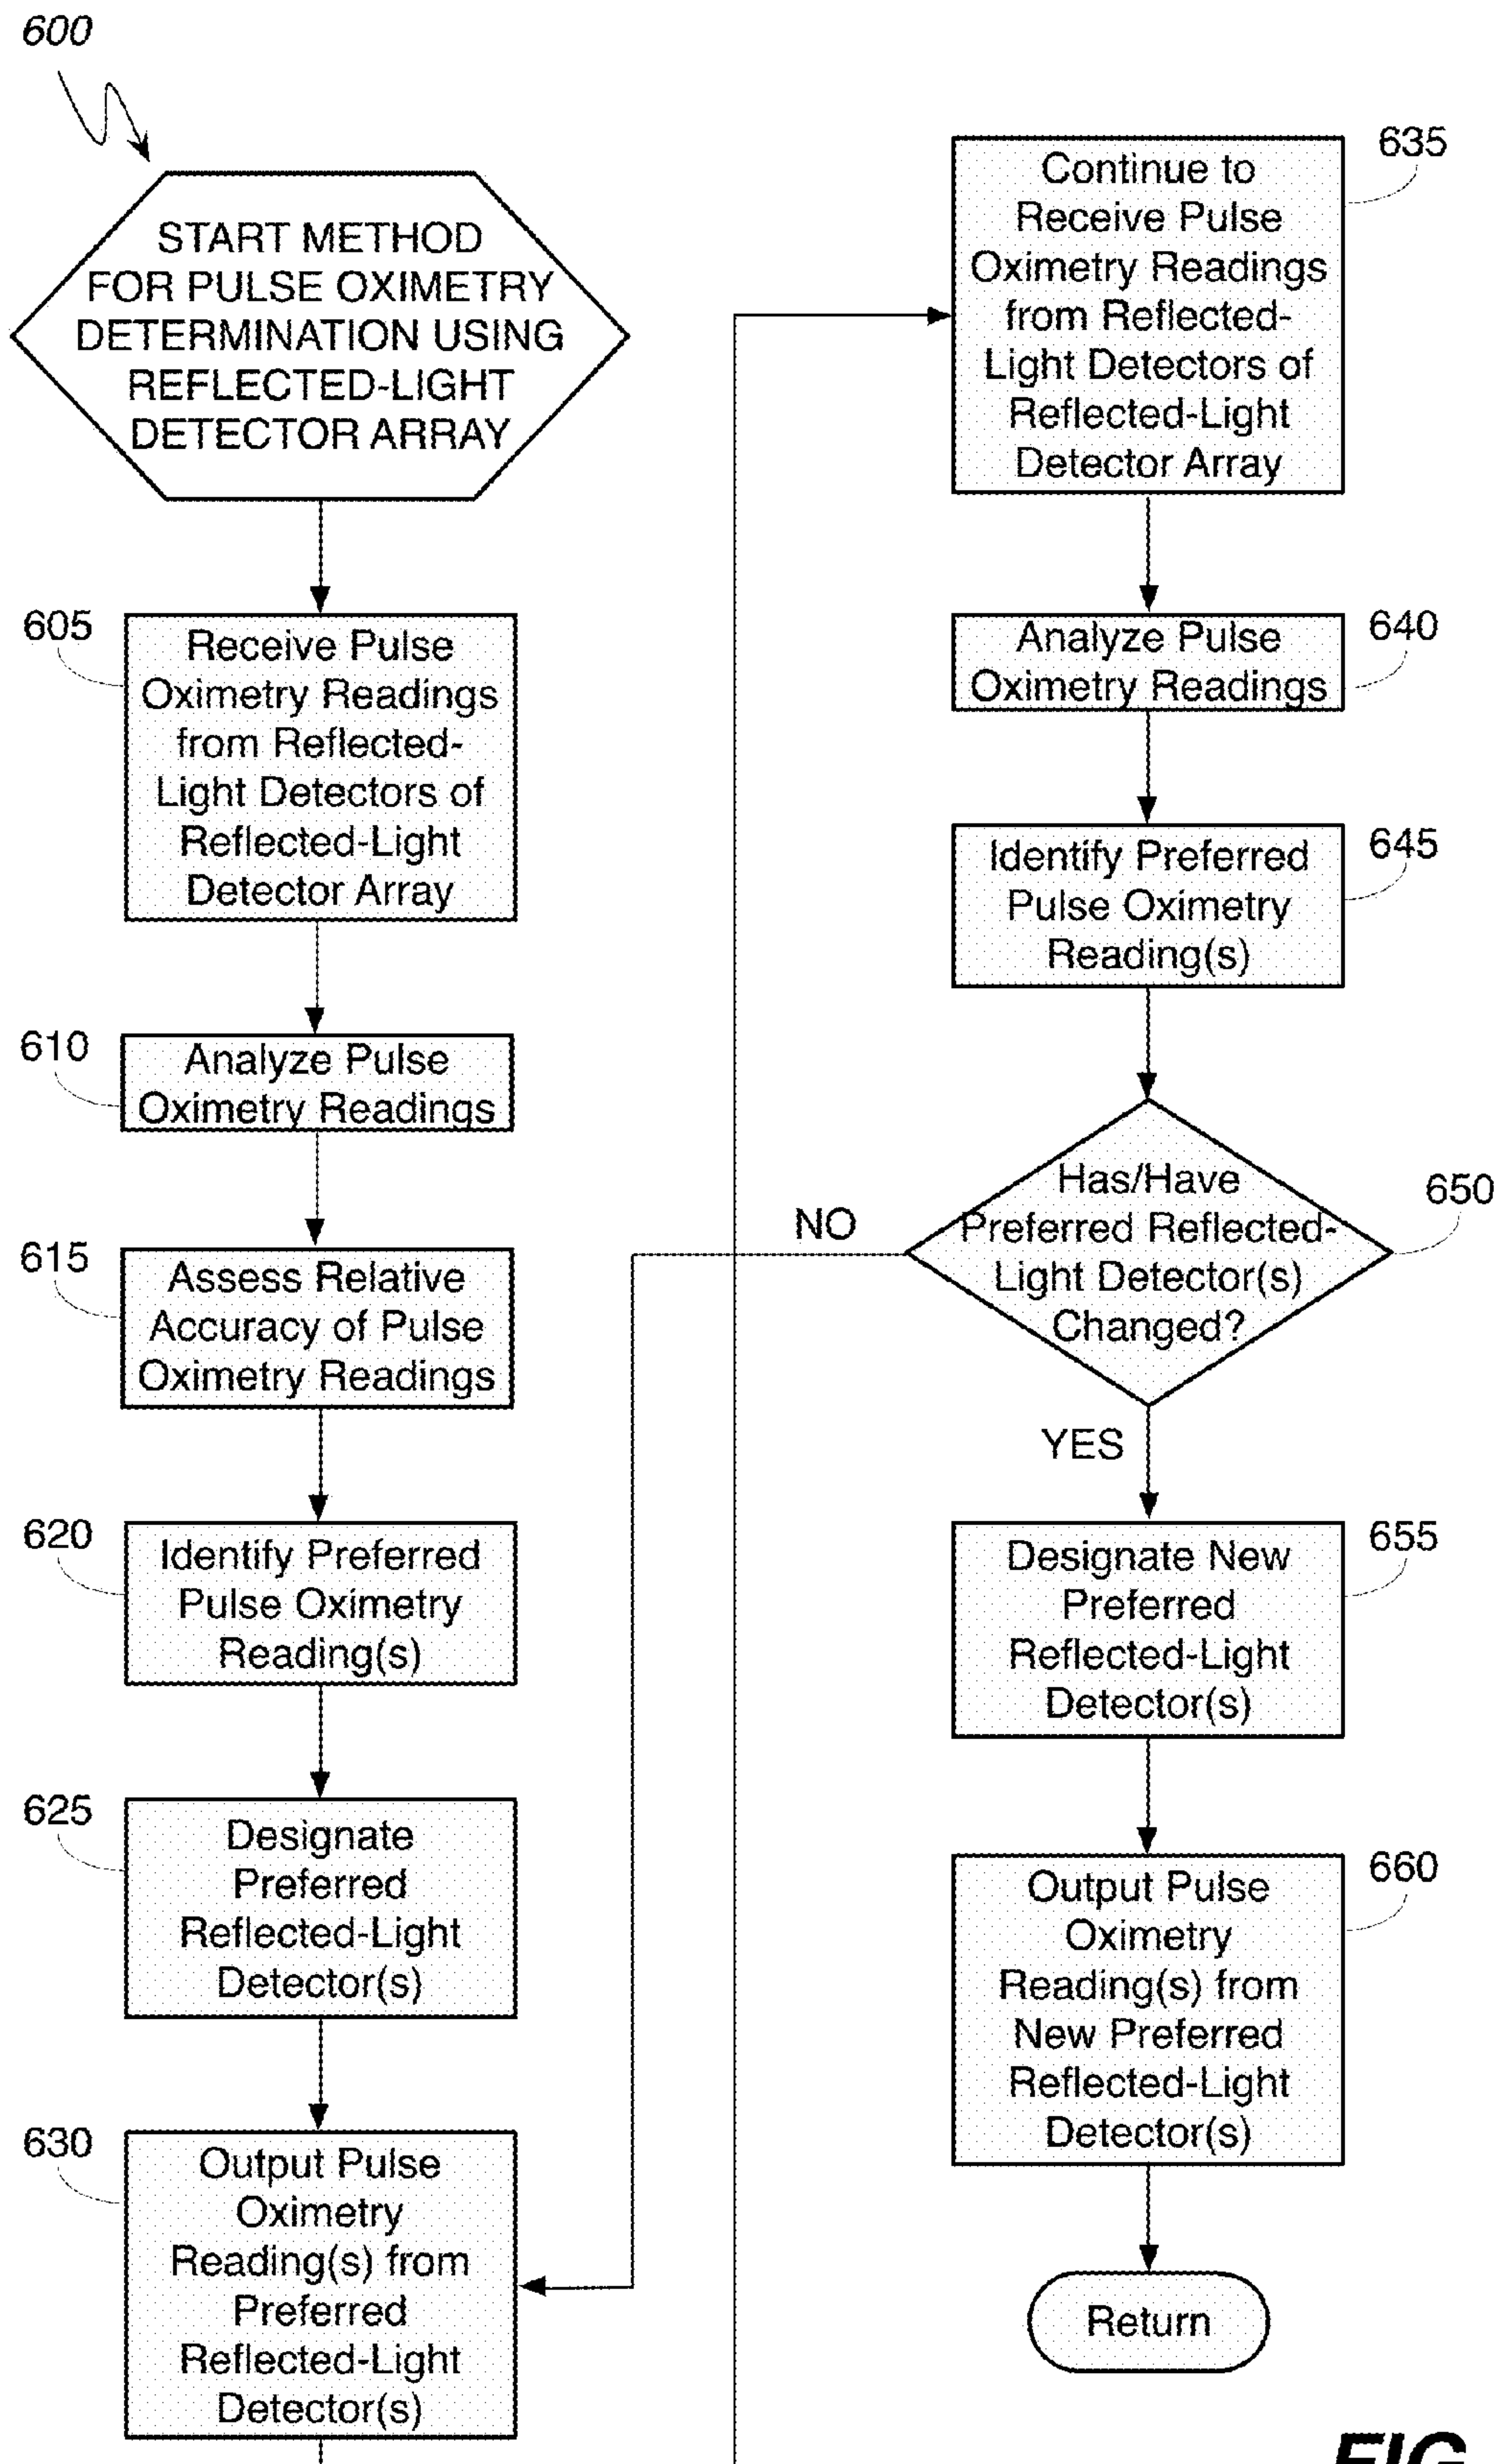 600
START METHOD
FOR PULSE OXIMETRY
DETERMINATION USING
REFLECTED-LIGHT
DETECTOR ARRAY
605
Receive Pulse
Oximetry Readings
from Reflected-
Light Detectors of
Reflected-Light
Detector Array
610
Analyze Pulse
Oximetry Readings
615
Assess Relative
Accuracy of Pulse
Oximetry Readings
620
Identify Preferred
Pulse Oximetry
Reading(s)
625
Designate
Preferred
Reflected-Light
Detector(s)
630
Output Pulse
Oximetry
Reading(s) from
Preferred
Reflected-Light
Detector(s)
635
Continue to
Receive Pulse
Oximetry Readings
from Reflected-
Light Detectors of
Reflected-Light
Detector Array
640
Analyze Pulse
Oximetry Readings
645
Identify Preferred
Pulse Oximetry
Reading(s)
650
Has/Have
Preferred Reflected-
Light Detector(s)
Changed?
NO
YES
655
Designate New
Preferred
Reflected-Light
Detector(s)
660
Output Pulse
Oximetry
Reading(s) from
New Preferred
Reflected-Light
Detector(s)
Return
FIG